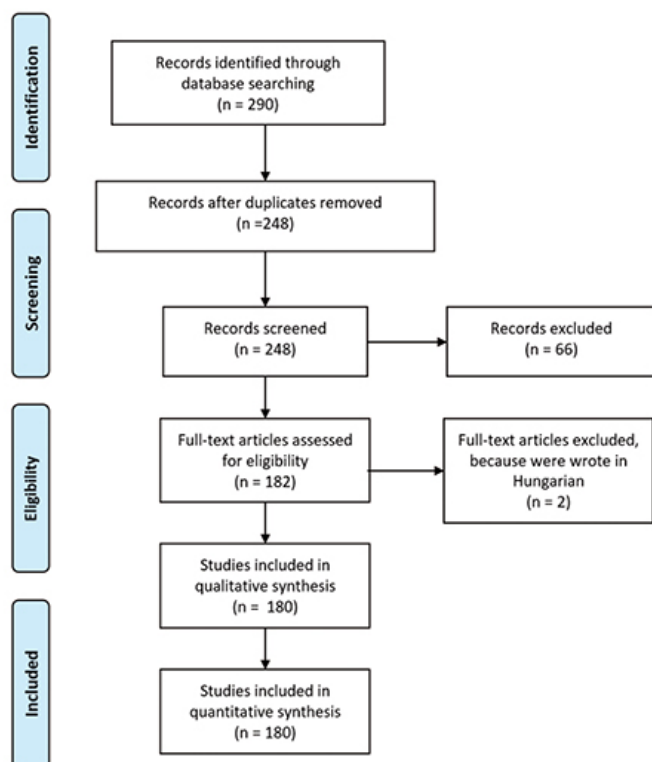 Identification
Records identified through
database searching
(n = 290)
Records after duplicates removed
(n =248)
Screening
Records screened
(n = 248)
Records excluded
(n = 66)
Eligibility
Full-text articles assessed
for eligibility
(n = 182)
Full-text articles excluded,
because were wrote in
Hungarian
(n = 2)
Studies included in
qualitative synthesis
(n = 180)
Included
Studies included in
quantitative synthesis
(n = 180)